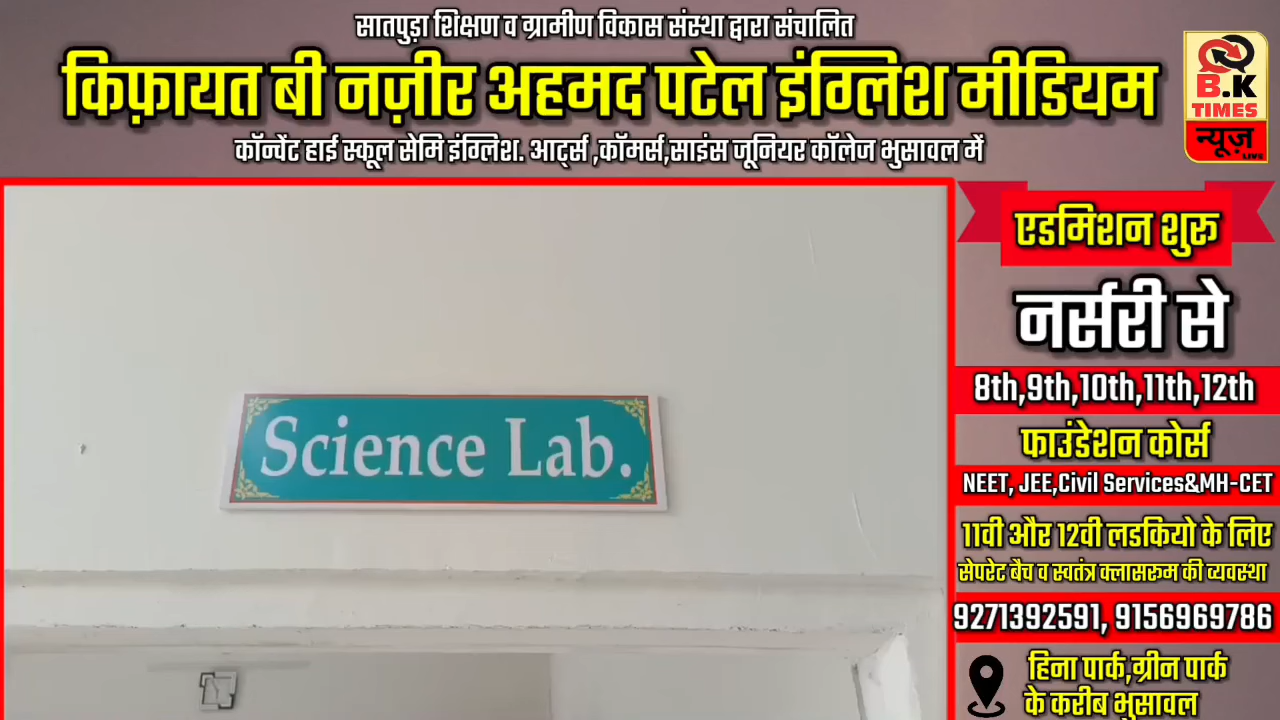 सातपुड़ा शिक्षण व ग्रामीण विकास संस्था द्वारा संचालित
किफ़ायत बी नज़ीर अहमद पटेल इंग्लिश मीडियम
कॉन्वेंट हाई स्कूल सेमि इंग्लिश. आर्ट्स ,कॉमर्स,साइंस जूनियर कॉलेज भुसावल में
B.K
TIMES
न्यूज़
LIVE
Science Lab.
एडमिशन शुरू
नर्सरी से
8th,9th,10th,11th,12th
फाउंडेशन कोर्स
NEET, JEE,Civil Services&MH-CET
11वी और 12वी लडकियो के लिए
सेपरेट बैच व स्वतंत्र क्लासरूम की व्यवस्था
9271392591, 9156969786
हिना पार्क,ग्रीन पार्क
के करीब भुसावल